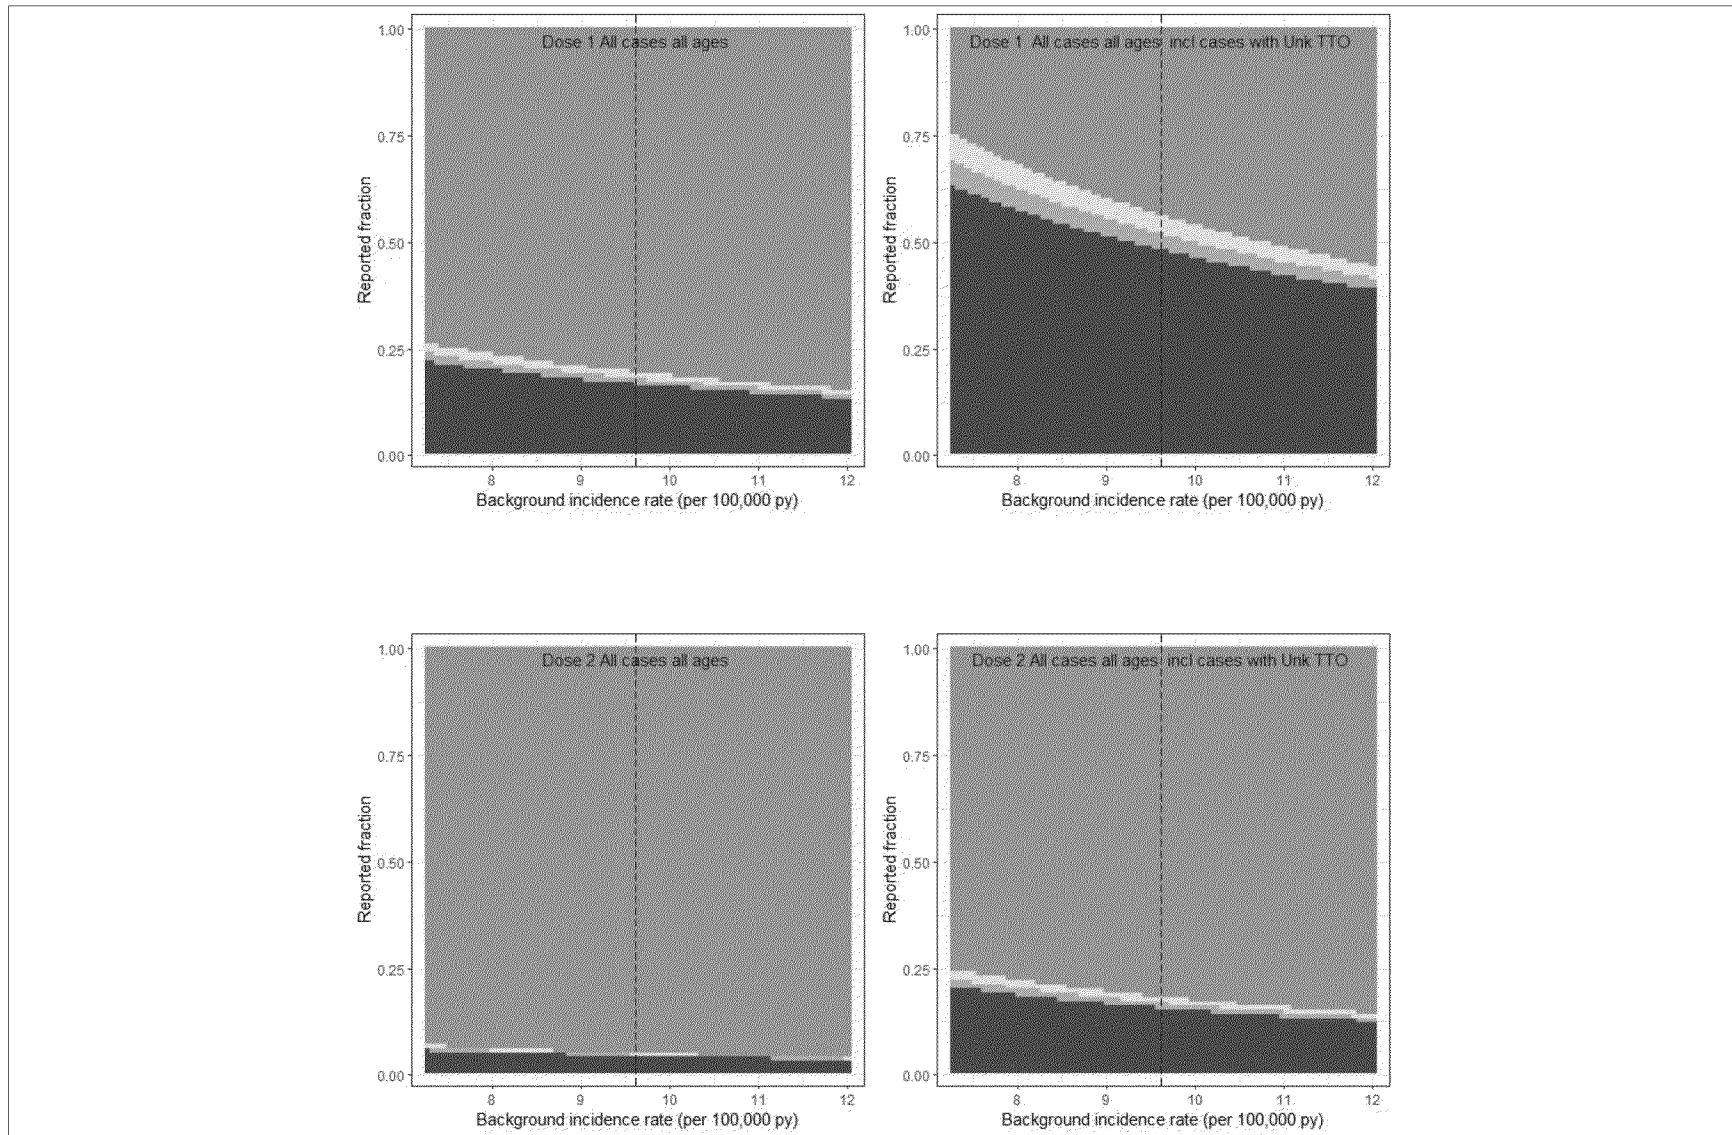 Dose 1 All cases all ages
1.00
0.75
0.50
0.25
0.00
Reported fraction
8 9 10 11 12
Background incidence rate (per 100,000 py)
Dose 1 All cases all ages incl cases with Unk TTO
1.00
0.75
0.50
0.25
0.00
Reported fraction
8 9 10 11 12
Background incidence rate (per 100,000 py)
Dose 2 All cases all ages
1.00
0.75
0.50
0.25
0.00
Reported fraction
8 9 10 11 12
Background incidence rate (per 100,000 py)
Dose 2 All cases all ages incl cases with Unk TTO
1.00
0.75
0.50
0.25
0.00
Reported fraction
8 9 10 11 12
Background incidence rate (per 100,000 py)